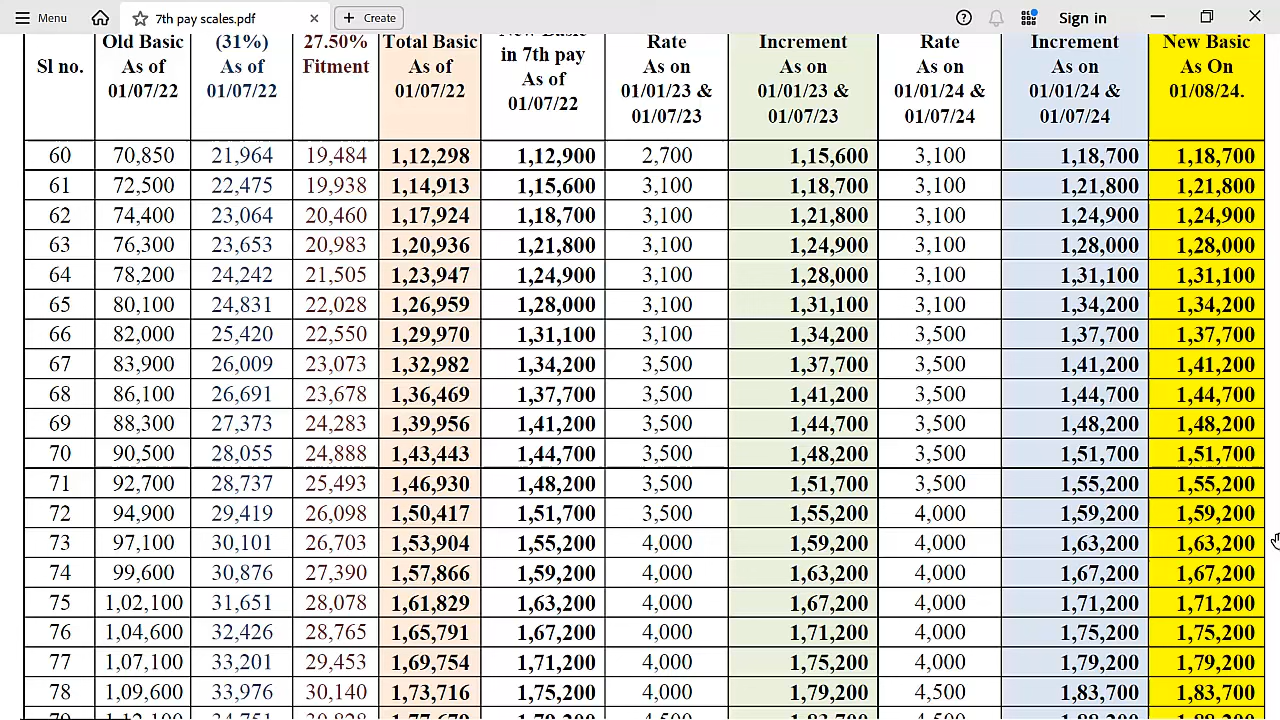 Menu 7th pay scales.pdf × + Create Sign in
Old Basic (31%) 27.50% Total Basic Rate Increment Rate Increment New Basic
Sl no. As of As of Fitment As of in 7th pay As on As on As on As on As On
01/07/22 01/07/22 01/07/22 As of 01/01/23 & 01/01/23 & 01/01/24 & 01/01/24 & 01/08/24.
01/07/22 01/07/23 01/07/23 01/07/24 01/07/24
60 70,850 21,964 19,484 1,12,298 1,12,900 2,700 1,15,600 3,100 1,18,700 1,18,700
61 72,500 22,475 19,938 1,14,913 1,15,600 3,100 1,18,700 3,100 1,21,800 1,21,800
62 74,400 23,064 20,460 1,17,924 1,18,700 3,100 1,21,800 3,100 1,24,900 1,24,900
63 76,300 23,653 20,983 1,20,936 1,21,800 3,100 1,24,900 3,100 1,28,000 1,28,000
64 78,200 24,242 21,505 1,23,947 1,24,900 3,100 1,28,000 3,100 1,31,100 1,31,100
65 80,100 24,831 22,028 1,26,959 1,28,000 3,100 1,31,100 3,100 1,34,200 1,34,200
66 82,000 25,420 22,550 1,29,970 1,31,100 3,100 1,34,200 3,500 1,37,700 1,37,700
67 83,900 26,009 23,073 1,32,982 1,34,200 3,500 1,37,700 3,500 1,41,200 1,41,200
68 86,100 26,691 23,678 1,36,469 1,37,700 3,500 1,41,200 3,500 1,44,700 1,44,700
69 88,300 27,373 24,283 1,39,956 1,41,200 3,500 1,44,700 3,500 1,48,200 1,48,200
70 90,500 28,055 24,888 1,43,443 1,44,700 3,500 1,48,200 3,500 1,51,700 1,51,700
71 92,700 28,737 25,493 1,46,930 1,48,200 3,500 1,51,700 3,500 1,55,200 1,55,200
72 94,900 29,419 26,098 1,50,417 1,51,700 3,500 1,55,200 4,000 1,59,200 1,59,200
73 97,100 30,101 26,703 1,53,904 1,55,200 4,000 1,59,200 4,000 1,63,200 1,63,200
74 99,600 30,876 27,390 1,57,866 1,59,200 4,000 1,63,200 4,000 1,67,200 1,67,200
75 1,02,100 31,651 28,078 1,61,829 1,63,200 4,000 1,67,200 4,000 1,71,200 1,71,200
76 1,04,600 32,426 28,765 1,65,791 1,67,200 4,000 1,71,200 4,000 1,75,200 1,75,200
77 1,07,100 33,201 29,453 1,69,754 1,71,200 4,000 1,75,200 4,000 1,79,200 1,79,200
78 1,09,600 33,976 30,140 1,73,716 1,75,200 4,000 1,79,200 4,500 1,83,700 1,83,700